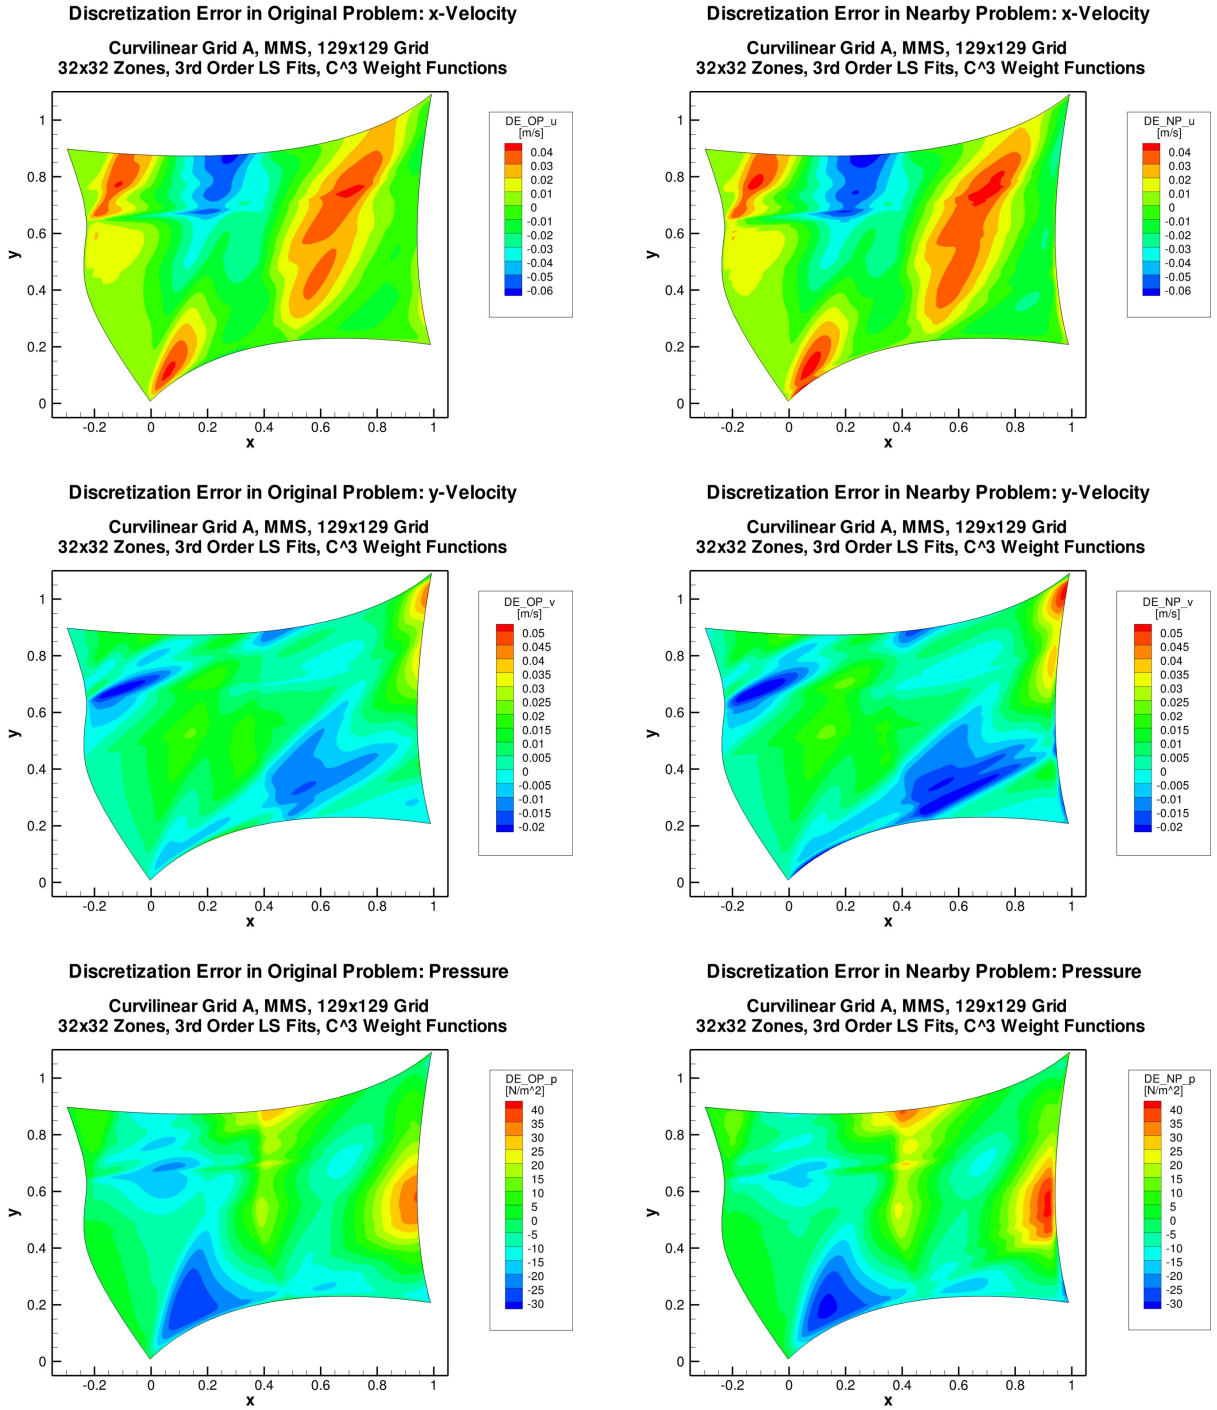 Discretization Error in Original Problem: x-Velocity
Curvilinear Grid A, MMS, 129x129 Grid
32x32 Zones, 3rd Order LS Fits, C^3 Weight Functions
DE_OP_u
[m/s]
0.04
0.03
0.02
0.01
0
-0.01
-0.03
-0.04
-0.05
-0.06
1
0.8
0.6
0.4
0.2
0
y
-0.2 0 0.2 0.4 0.6 0.8 1
x
Discretization Error in Nearby Problem: x-Velocity
Curvilinear Grid A, MMS, 129x129 Grid
32x32 Zones, 3rd Order LS Fits, C^3 Weight Functions
DE_NP_u
[m/s]
0.04
0.03
0.02
0.01
0
-0.01
-0.03
-0.04
-0.05
-0.06
1
0.8
0.6
0.4
0.2
0
y
-0.2 0 0.2 0.4 0.6 0.8 1
x
Discretization Error in Original Problem: y-Velocity
Curvilinear Grid A, MMS, 129x129 Grid
32x32 Zones, 3rd Order LS Fits, C^3 Weight Functions
DE_OP_v
[m/s]
0.05
0.045
0.04
0.035
0.03
0.025
0.02
0.015
0.01
0.005
0
-0.005
-0.01
-0.015
-0.02
1
0.8
0.6
0.4
0.2
0
y
-0.2 0 0.2 0.4 0.6 0.8 1
x
Discretization Error in Nearby Problem: y-Velocity
Curvilinear Grid A, MMS, 129x129 Grid
32x32 Zones, 3rd Order LS Fits, C^3 Weight Functions
DE_NP_v
[m/s]
0.05
0.045
0.04
0.035
0.03
0.025
0.02
0.015
0.01
0.005
0
-0.005
-0.01
-0.015
-0.02
1
0.8
0.6
0.4
0.2
0
y
-0.2 0 0.2 0.4 0.6 0.8 1
x
Discretization Error in Original Problem: Pressure
Curvilinear Grid A, MMS, 129x129 Grid
32x32 Zones, 3rd Order LS Fits, C^3 Weight Functions
DE_OP_p
[N/m^2]
40
35
30
25
20
15
10
5
0
-5
-10
-15
-20
-25
-30
1
0.8
0.6
0.4
0.2
0
y
-0.2 0 0.2 0.4 0.6 0.8 1
x
Discretization Error in Nearby Problem: Pressure
Curvilinear Grid A, MMS, 129x129 Grid
32x32 Zones, 3rd Order LS Fits, C^3 Weight Functions
DE_NP_p
[N/m^2]
40
35
30
25
20
15
10
5
0
-5
-10
-15
-20
-25
-30
1
0.8
0.6
0.4
0.2
0
y
-0.2 0 0.2 0.4 0.6 0.8 1
x